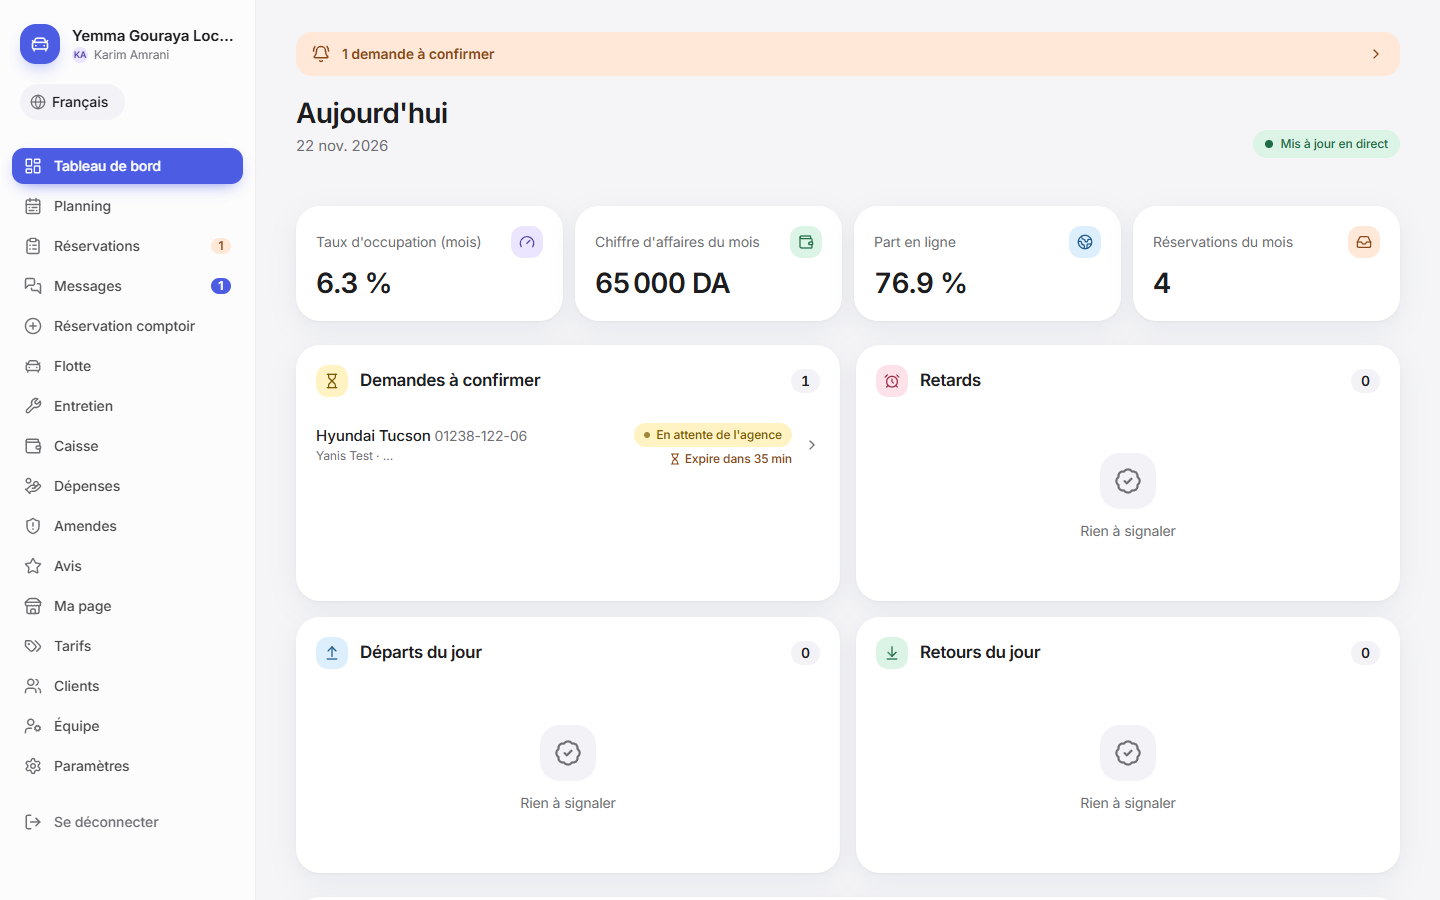 Yemma Gouraya Loc...
KA Karim Amrani
Français
Tableau de bord
Planning
Réservations 1
Messages 1
Réservation comptoir
Flotte
Entretien
Caisse
Dépenses
Amendes
Avis
Ma page
Tarifs
Clients
Équipe
Paramètres
Se déconnecter
1 demande à confirmer
Aujourd'hui
22 nov. 2026
Mis à jour en direct
Taux d'occupation (mois)
6.3 %
Chiffre d'affaires du mois
65 000 DA
Part en ligne
76.9 %
Réservations du mois
4
Demandes à confirmer 1
Hyundai Tucson 01238-122-06
Yanis Test · ...
En attente de l'agence
Expire dans 35 min
Retards 0
Rien à signaler
Départs du jour 0
Rien à signaler
Retours du jour 0
Rien à signaler